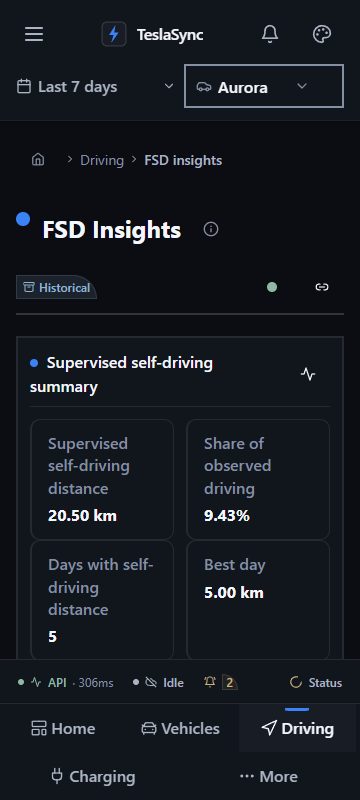 TeslaSync
Last 7 days
Aurora
Driving
FSD insights
FSD Insights
Historical
Supervised self-driving
summary
Supervised
self-driving
distance
20.50 km
Share of
observed
driving
9.43%
Days with self-
driving
distance
5
Best day
5.00 km
API · 306ms
Idle
2
Status
Home
Vehicles
Driving
Charging
More